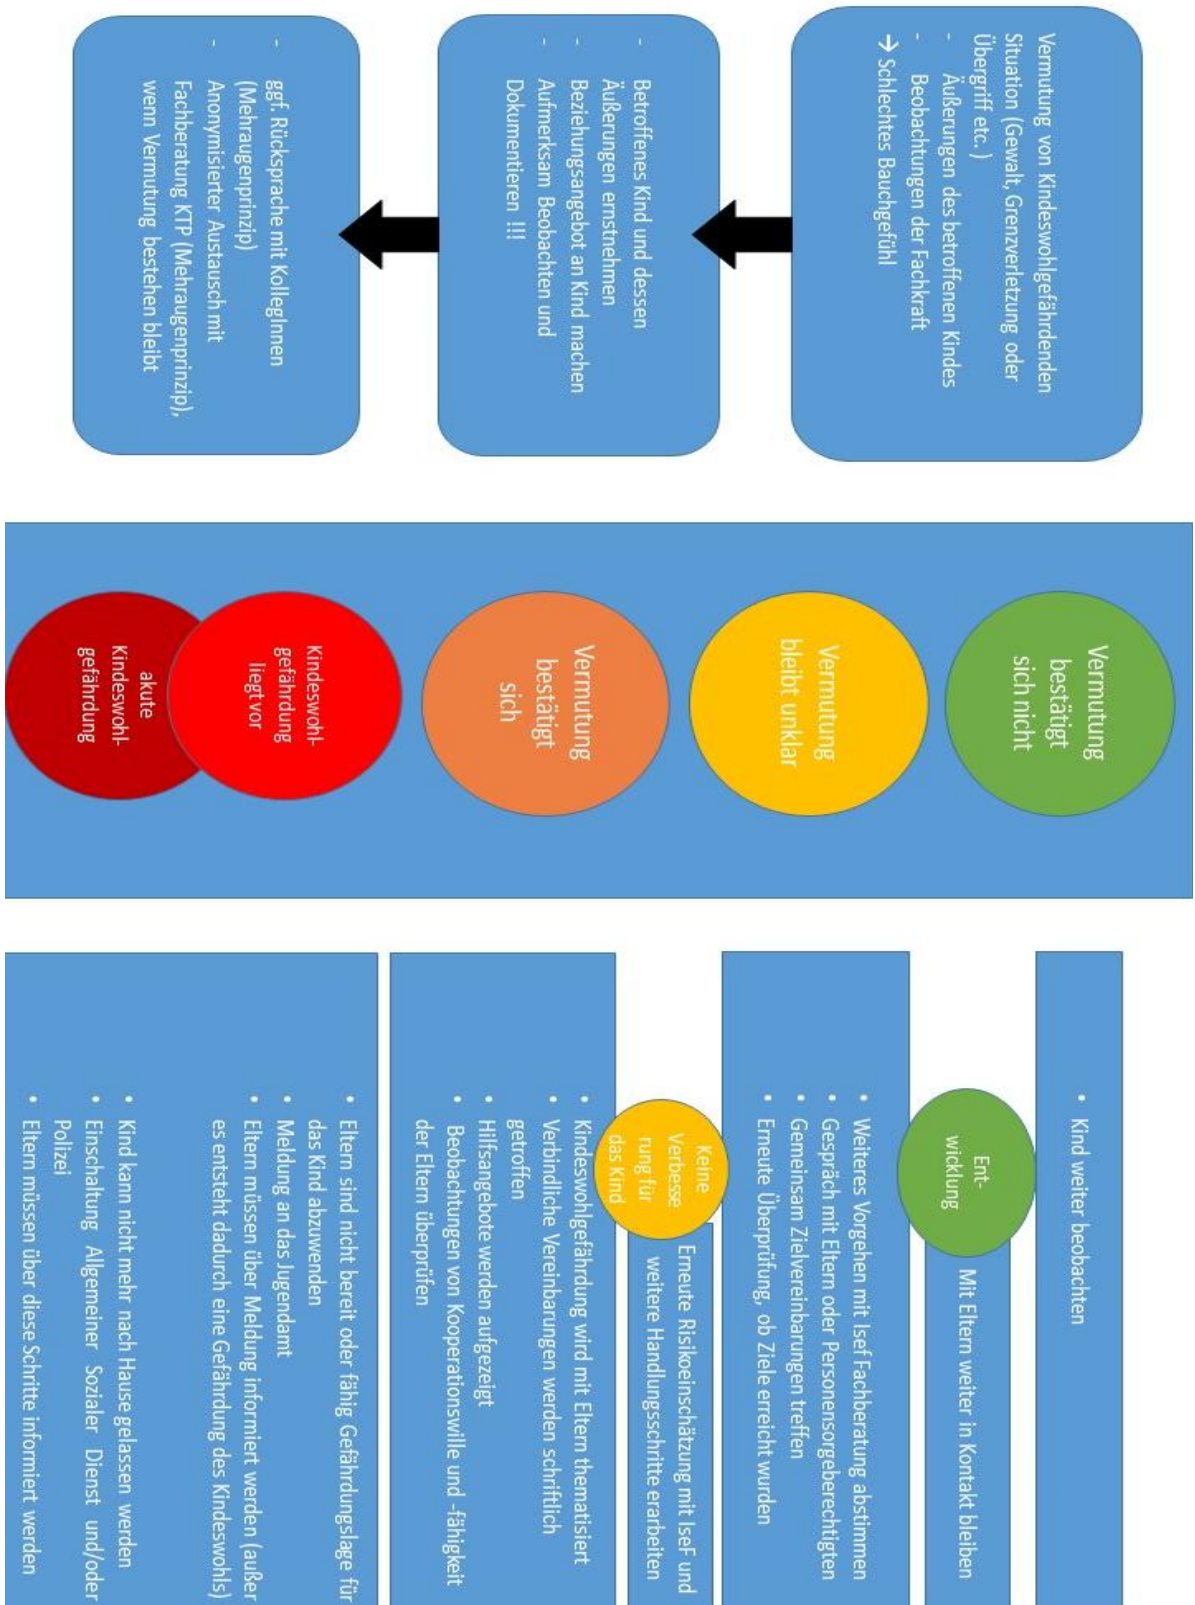 Vermutung von Kindeswohlgefährdenden
Situation (Gewalt, Grenzverletzung oder
Übergriff etc.)
- Äußerungen des betroffenen Kindes
- Beobachtungen der Fachkraft
→ Schlechtes Bauchgefühl
- Betroffenes Kind und dessen
Äußerungen ernstnehmen
- Beziehungsangebot an Kind machen
- Aufmerksam Beobachten und
Dokumentieren !!!
- ggf. Rücksprache mit KollegInnen
(Mehraugenprinzip)
- Anonymisierter Austausch mit
Fachberatung KTP (Mehraugenprinzip),
wenn Vermutung bestehen bleibt
Vermutung
bestätigt
sich nicht
Vermutung
bleibt unklar
Vermutung
bestätigt
sich
Kindeswohl-
gefährdung
liegt vor
akute
Kindeswohl-
gefährdung
• Kind weiter beobachten
Ent-
wicklung
Mit Eltern weiter in Kontakt bleiben
• Weiteres Vorgehen mit Isef Fachberatung abstimmen
• Gespräch mit Eltern oder Personensorgeberechtigten
• Gemeinsam Zielvereinbarungen treffen
• Erneute Überprüfung, ob Ziele erreicht wurden
Keine
Verbesse
rung für
das Kind
Erneute Risikoeinschätzung mit IseF und
weitere Handlungsschritte erarbeiten
• Kindeswohlgefährdung wird mit Eltern thematisiert
• Verbindliche Vereinbarungen werden schriftlich
getroffen
• Hilfsangebote werden aufgezeigt
• Beobachtungen von Kooperationswille und -fähigkeit
der Eltern überprüfen
• Eltern sind nicht bereit oder fähig Gefährdungslage für
das Kind abzuwenden
• Meldung an das Jugendamt
• Eltern müssen über Meldung informiert werden (außer
es entsteht dadurch eine Gefährdung des Kindeswohls)
• Kind kann nicht mehr nach Hause gelassen werden
• Einschaltung Allgemeiner Sozialer Dienst und/oder
Polizei
• Eltern müssen über diese Schritte informiert werden